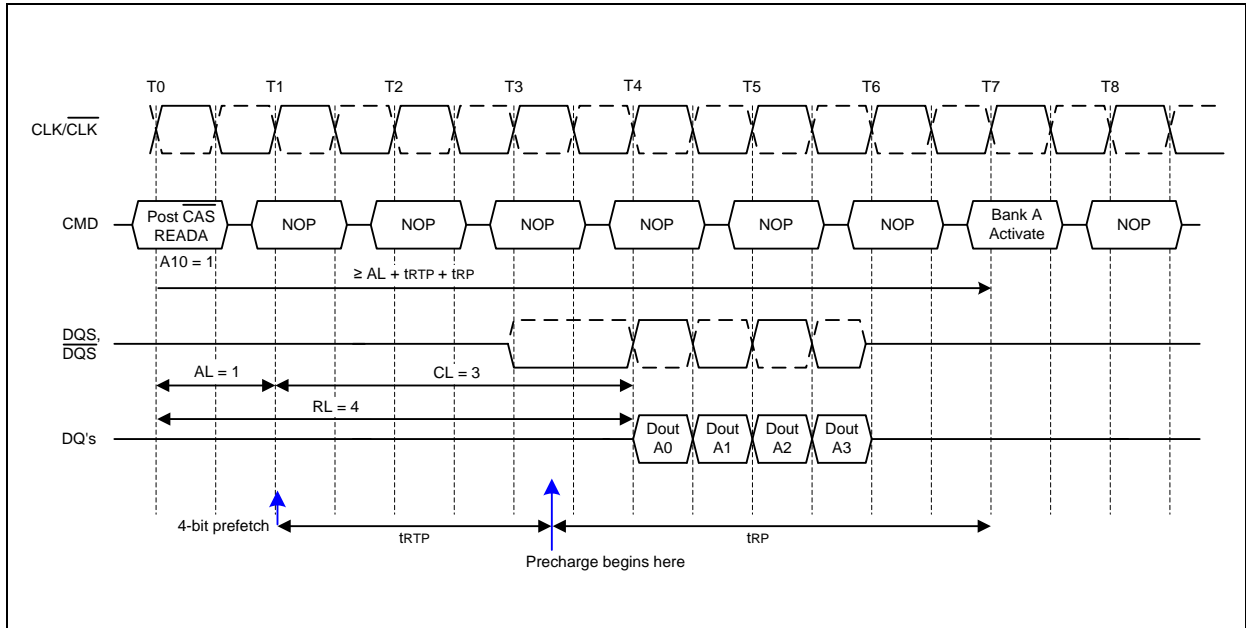 T0 T1 T2 T3 T4 T5 T6 T7 T8
CLK/CLK
CMD
Post CAS
READA
NOP NOP NOP NOP NOP NOP
Bank A
Activate
NOP
A10 = 1
≥ AL + tRTP + tRP
DQS,
DQS
AL = 1
CL = 3
RL = 4
DQ's
Dout
A0
Dout
A1
Dout
A2
Dout
A3
4-bit prefetch
tRTP
tRP
Precharge begins here